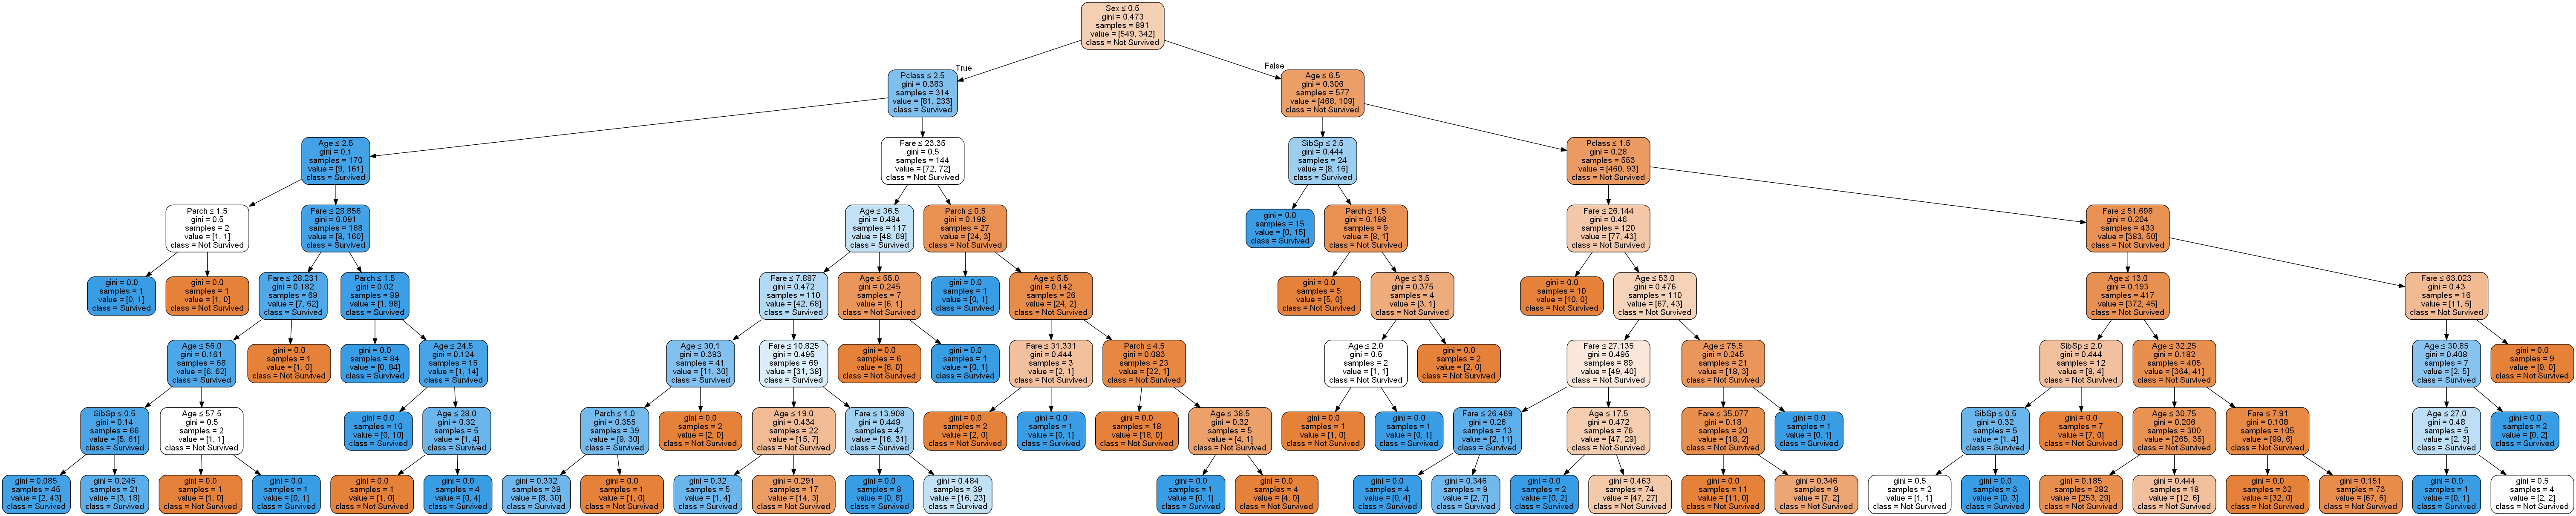 Sex ≤ 0.5
gini = 0.473
samples = 891
value = [549, 342]
class = Not Survived
True
False
Pclass ≤ 2.5
gini = 0.383
samples = 314
value = [81, 233]
class = Survived
Age ≤ 6.5
gini = 0.306
samples = 577
value = [468, 109]
class = Not Survived
Age ≤ 2.5
gini = 0.1
samples = 170
value = [9, 161]
class = Survived
Fare ≤ 23.35
gini = 0.5
samples = 144
value = [72, 72]
class = Not Survived
SibSp ≤ 2.5
gini = 0.444
samples = 24
value = [8, 16]
class = Survived
Pclass ≤ 1.5
gini = 0.28
samples = 553
value = [460, 93]
class = Not Survived
Parch ≤ 1.5
gini = 0.5
samples = 2
value = [1, 1]
class = Not Survived
Fare ≤ 28.856
gini = 0.091
samples = 168
value = [8, 160]
class = Survived
Age ≤ 36.5
gini = 0.484
samples = 117
value = [48, 69]
class = Survived
Parch ≤ 0.5
gini = 0.198
samples = 27
value = [24, 3]
class = Not Survived
gini = 0.0
samples = 15
value = [0, 15]
class = Survived
Parch ≤ 1.5
gini = 0.198
samples = 9
value = [8, 1]
class = Not Survived
Fare ≤ 26.144
gini = 0.46
samples = 120
value = [77, 43]
class = Not Survived
Fare ≤ 51.698
gini = 0.204
samples = 433
value = [383, 50]
class = Not Survived
gini = 0.0
samples = 1
value = [0, 1]
class = Survived
gini = 0.0
samples = 1
value = [1, 0]
class = Not Survived
Fare ≤ 28.231
gini = 0.182
samples = 69
value = [7, 62]
class = Survived
Parch ≤ 1.5
gini = 0.02
samples = 99
value = [1, 98]
class = Survived
Fare ≤ 7.887
gini = 0.472
samples = 110
value = [42, 68]
class = Survived
Age ≤ 55.0
gini = 0.245
samples = 7
value = [6, 1]
class = Not Survived
gini = 0.0
samples = 1
value = [0, 1]
class = Survived
Age ≤ 5.5
gini = 0.142
samples = 26
value = [24, 2]
class = Not Survived
gini = 0.0
samples = 5
value = [5, 0]
class = Not Survived
Age ≤ 3.5
gini = 0.375
samples = 4
value = [3, 1]
class = Not Survived
gini = 0.0
samples = 10
value = [10, 0]
class = Not Survived
Age ≤ 53.0
gini = 0.476
samples = 110
value = [67, 43]
class = Not Survived
Age ≤ 13.0
gini = 0.193
samples = 417
value = [372, 45]
class = Not Survived
Fare ≤ 63.023
gini = 0.43
samples = 16
value = [11, 5]
class = Not Survived
Age ≤ 56.0
gini = 0.161
samples = 68
value = [6, 62]
class = Survived
gini = 0.0
samples = 1
value = [1, 0]
class = Not Survived
gini = 0.0
samples = 84
value = [0, 84]
class = Survived
Age ≤ 24.5
gini = 0.124
samples = 15
value = [1, 14]
class = Survived
Age ≤ 30.1
gini = 0.393
samples = 41
value = [11, 30]
class = Survived
Fare ≤ 10.825
gini = 0.495
samples = 69
value = [31, 38]
class = Survived
gini = 0.0
samples = 6
value = [6, 0]
class = Not Survived
gini = 0.0
samples = 1
value = [0, 1]
class = Survived
Fare ≤ 31.331
gini = 0.444
samples = 3
value = [2, 1]
class = Not Survived
Parch ≤ 4.5
gini = 0.083
samples = 23
value = [22, 1]
class = Not Survived
Age ≤ 2.0
gini = 0.5
samples = 2
value = [1, 1]
class = Not Survived
gini = 0.0
samples = 2
value = [2, 0]
class = Not Survived
Fare ≤ 27.135
gini = 0.495
samples = 89
value = [49, 40]
class = Not Survived
Age ≤ 75.5
gini = 0.245
samples = 21
value = [18, 3]
class = Not Survived
SibSp ≤ 2.0
gini = 0.444
samples = 12
value = [8, 4]
class = Not Survived
Age ≤ 32.25
gini = 0.182
samples = 405
value = [364, 41]
class = Not Survived
Age ≤ 30.85
gini = 0.408
samples = 7
value = [2, 5]
class = Survived
gini = 0.0
samples = 9
value = [9, 0]
class = Not Survived
SibSp ≤ 0.5
gini = 0.14
samples = 66
value = [5, 61]
class = Survived
Age ≤ 57.5
gini = 0.5
samples = 2
value = [1, 1]
class = Not Survived
gini = 0.0
samples = 10
value = [0, 10]
class = Survived
Age ≤ 28.0
gini = 0.32
samples = 5
value = [1, 4]
class = Survived
Parch ≤ 1.0
gini = 0.355
samples = 39
value = [9, 30]
class = Survived
gini = 0.0
samples = 2
value = [2, 0]
class = Not Survived
Age ≤ 19.0
gini = 0.434
samples = 22
value = [15, 7]
class = Not Survived
Fare ≤ 13.908
gini = 0.449
samples = 47
value = [16, 31]
class = Survived
gini = 0.0
samples = 2
value = [2, 0]
class = Not Survived
gini = 0.0
samples = 1
value = [0, 1]
class = Survived
gini = 0.0
samples = 18
value = [18, 0]
class = Not Survived
Age ≤ 38.5
gini = 0.32
samples = 5
value = [4, 1]
class = Not Survived
gini = 0.0
samples = 1
value = [1, 0]
class = Not Survived
gini = 0.0
samples = 1
value = [0, 1]
class = Survived
Fare ≤ 26.469
gini = 0.26
samples = 13
value = [2, 11]
class = Survived
Age ≤ 17.5
gini = 0.472
samples = 76
value = [47, 29]
class = Not Survived
Fare ≤ 35.077
gini = 0.18
samples = 20
value = [18, 2]
class = Not Survived
gini = 0.0
samples = 1
value = [0, 1]
class = Survived
SibSp ≤ 0.5
gini = 0.32
samples = 5
value = [1, 4]
class = Survived
gini = 0.0
samples = 7
value = [7, 0]
class = Not Survived
Age ≤ 30.75
gini = 0.206
samples = 300
value = [265, 35]
class = Not Survived
Fare ≤ 7.91
gini = 0.108
samples = 105
value = [99, 6]
class = Not Survived
Age ≤ 27.0
gini = 0.48
samples = 5
value = [2, 3]
class = Survived
gini = 0.0
samples = 2
value = [0, 2]
class = Survived
gini = 0.085
samples = 45
value = [2, 43]
class = Survived
gini = 0.245
samples = 21
value = [3, 18]
class = Survived
gini = 0.0
samples = 1
value = [1, 0]
class = Not Survived
gini = 0.0
samples = 1
value = [0, 1]
class = Survived
gini = 0.0
samples = 1
value = [1, 0]
class = Not Survived
gini = 0.0
samples = 4
value = [0, 4]
class = Survived
gini = 0.332
samples = 38
value = [8, 30]
class = Survived
gini = 0.0
samples = 1
value = [1, 0]
class = Not Survived
gini = 0.32
samples = 5
value = [1, 4]
class = Survived
gini = 0.291
samples = 17
value = [14, 3]
class = Not Survived
gini = 0.0
samples = 8
value = [0, 8]
class = Survived
gini = 0.484
samples = 39
value = [16, 23]
class = Survived
gini = 0.0
samples = 1
value = [0, 1]
class = Survived
gini = 0.0
samples = 4
value = [4, 0]
class = Not Survived
gini = 0.0
samples = 4
value = [0, 4]
class = Survived
gini = 0.346
samples = 9
value = [2, 7]
class = Survived
gini = 0.0
samples = 2
value = [0, 2]
class = Survived
gini = 0.463
samples = 74
value = [47, 27]
class = Not Survived
gini = 0.0
samples = 11
value = [11, 0]
class = Not Survived
gini = 0.346
samples = 9
value = [7, 2]
class = Not Survived
gini = 0.5
samples = 2
value = [1, 1]
class = Not Survived
gini = 0.0
samples = 3
value = [0, 3]
class = Survived
gini = 0.185
samples = 282
value = [253, 29]
class = Not Survived
gini = 0.444
samples = 18
value = [12, 6]
class = Not Survived
gini = 0.0
samples = 32
value = [32, 0]
class = Not Survived
gini = 0.151
samples = 73
value = [67, 6]
class = Not Survived
gini = 0.0
samples = 1
value = [0, 1]
class = Survived
gini = 0.5
samples = 4
value = [2, 2]
class = Not Survived